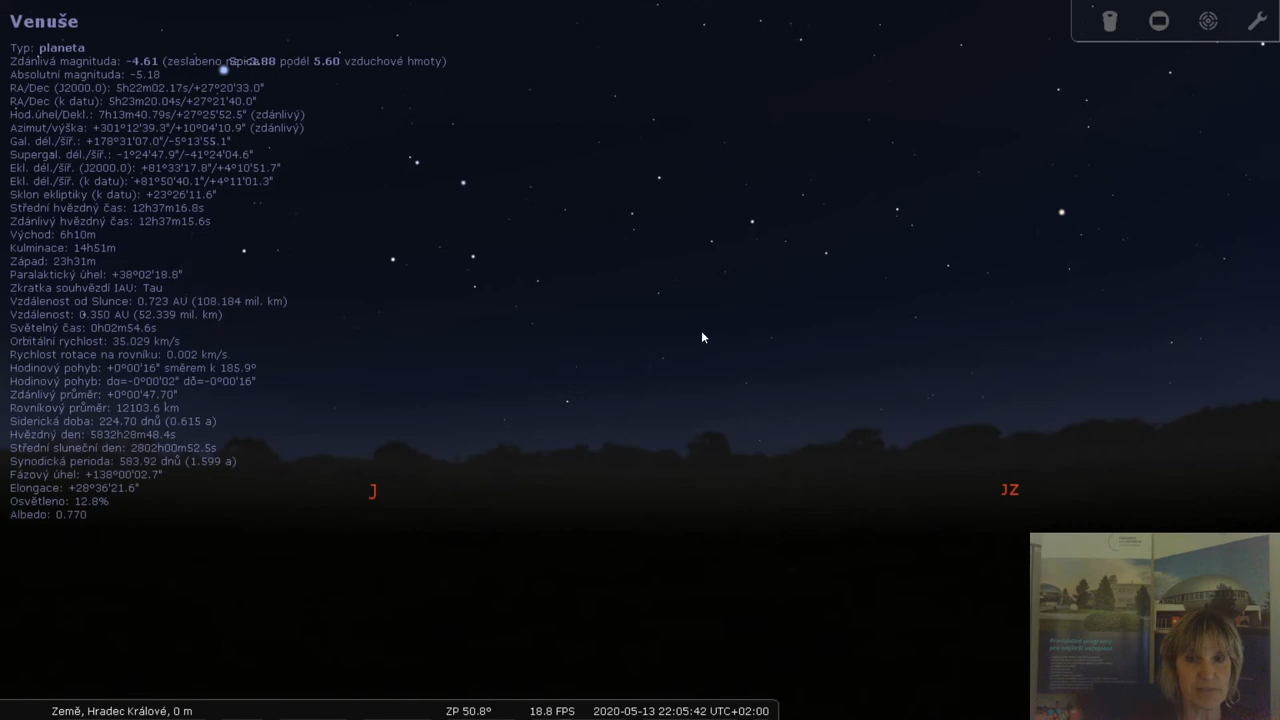 Venuše
Typ: planeta
Zdánlivá magnituda: -4.61 (zeslabeno na -3.88 podél 5.60 vzduchové hmoty)
Spica
Absolutní magnituda: -5.18
RA/Dec (J2000.0): 5h22m02.17s/+27°20'33.0"
RA/Dec (k datu): 5h23m20.04s/+27°21'40.0"
Hod.úhel/Dekl.: 7h13m40.79s/+27°25'52.5" (zdánlivý)
Azimut/výška: +301°12'39.3"/+10°04'10.9" (zdánlivý)
Gal. dél./šíř.: +178°31'07.0"/-5°13'55.1"
Supergal. dél./šíř.: -1°24'47.9"/-41°24'04.6"
Ekl. dél./šíř. (J2000.0): +81°33'17.8"/+4°10'51.7"
Ekl. dél./šíř. (k datu): +81°50'40.1"/+4°11'01.3"
Sklon ekliptiky (k datu): +23°26'11.6"
Střední hvězdný čas: 12h37m16.8s
Zdánlivý hvězdný čas: 12h37m15.6s
Východ: 6h10m
Kulminace: 14h51m
Západ: 23h31m
Paralaktický úhel: +38°02'18.8"
Zkratka souhvězdí IAU: Tau
Vzdálenost od Slunce: 0.723 AU (108.184 mil. km)
Vzdálenost: 0.350 AU (52.339 mil. km)
Světelný čas: 0h02m54.6s
Orbitální rychlost: 35.029 km/s
Rychlost rotace na rovníku: 0.002 km/s
Hodinový pohyb: +0°00'16" směrem k 185.9°
Hodinový pohyb: dα=-0°00'02" dδ=-0°00'16"
Zdánlivý průměr: +0°00'47.70"
Rovníkový průměr: 12103.6 km
Siderická doba: 224.70 dnů (0.615 a)
Hvězdný den: 5832h28m48.4s
Střední sluneční den: 2802h00m52.5s
Synodická perioda: 583.92 dnů (1.599 a)
Fázový úhel: +138°00'02.7"
Elongace: +28°36'21.6"
Osvětleno: 12.8%
Albedo: 0.770
J
JZ
Země, Hradec Králové, 0 m
ZP 50.8°
18.8 FPS
2020-05-13 22:05:42 UTC+02:00